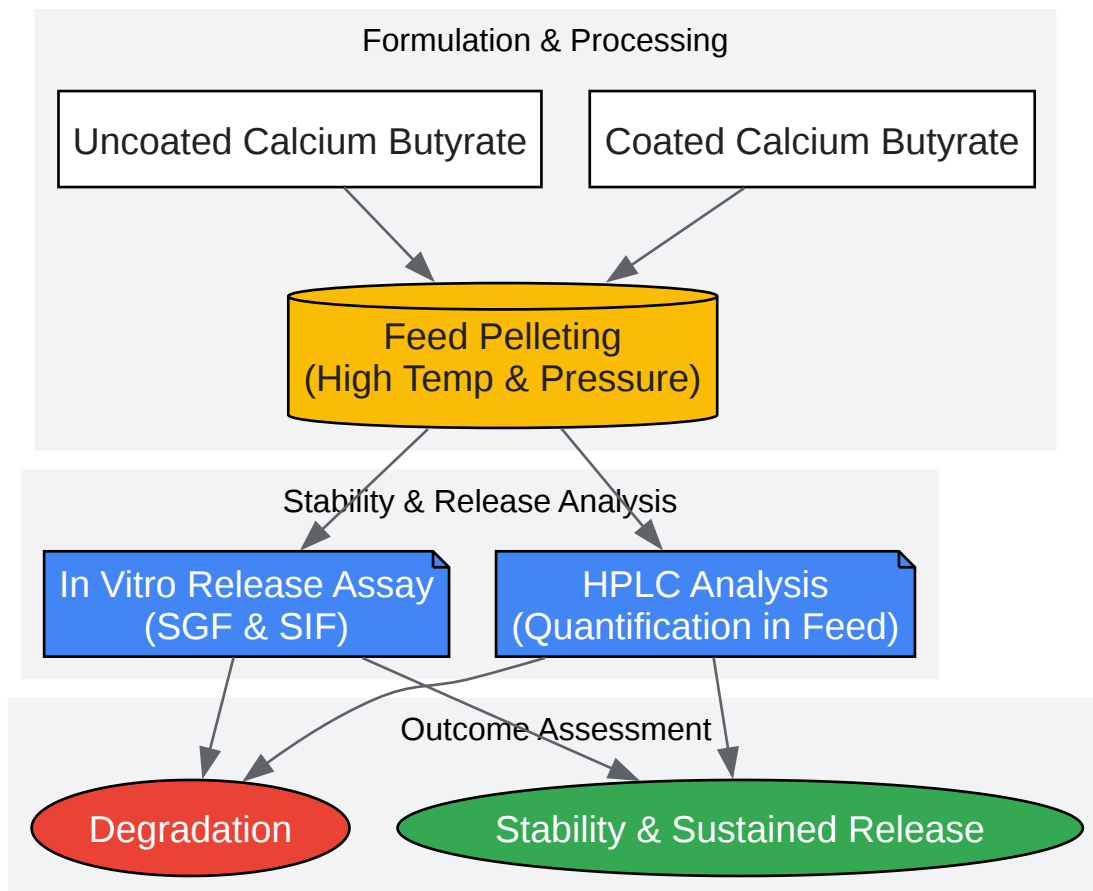 Formulation & Processing
Uncoated Calcium Butyrate
Coated Calcium Butyrate
Feed Pelleting
(High Temp & Pressure)
Stability & Release Analysis
In Vitro Release Assay
(SGF & SIF)
HPLC Analysis
(Quantification in Feed)
Outcome Assessment
Degradation
Stability & Sustained Release